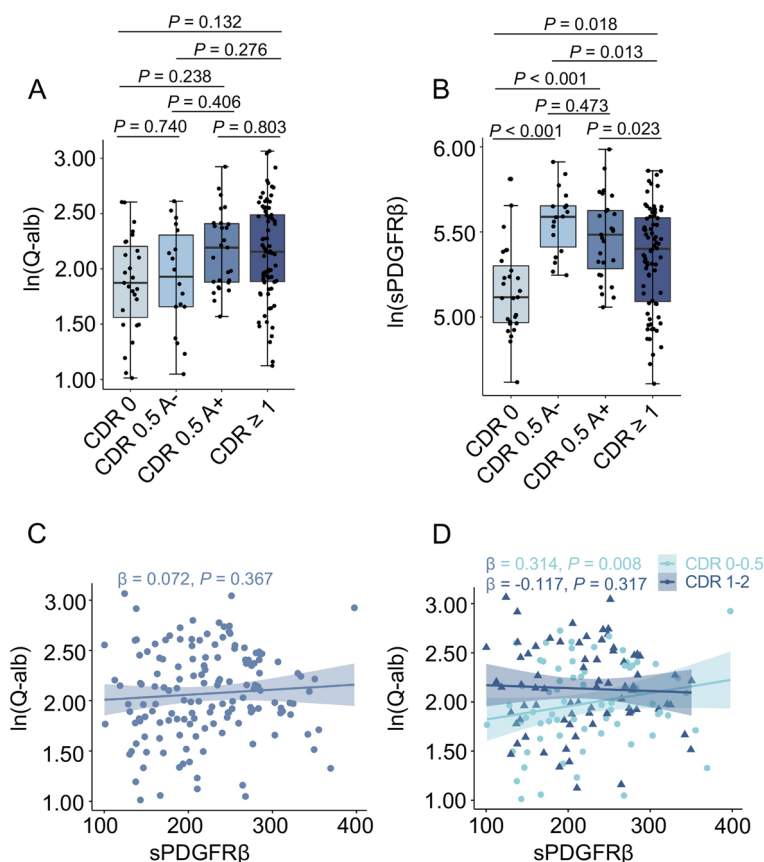 A
P = 0.132
P = 0.276
P = 0.238
P = 0.406
P = 0.740
P = 0.803
ln(Q-alb)
3.00
2.50
2.00
1.50
1.00
CDR 0
CDR 0.5 A-
CDR 0.5 A+
CDR ≥ 1
B
P = 0.018
P = 0.013
P < 0.001
P = 0.473
P < 0.001
P = 0.023
ln(sPDGFRβ)
6.00
5.50
5.00
CDR 0
CDR 0.5 A-
CDR 0.5 A+
CDR ≥ 1
C
β = 0.072, P = 0.367
ln(Q-alb)
3.00
2.50
2.00
1.50
1.00
100
200
300
400
sPDGFRβ
D
β = 0.314, P = 0.008
β = -0.117, P = 0.317
CDR 0-0.5
CDR 1-2
ln(Q-alb)
3.00
2.50
2.00
1.50
1.00
100
200
300
400
sPDGFRβ